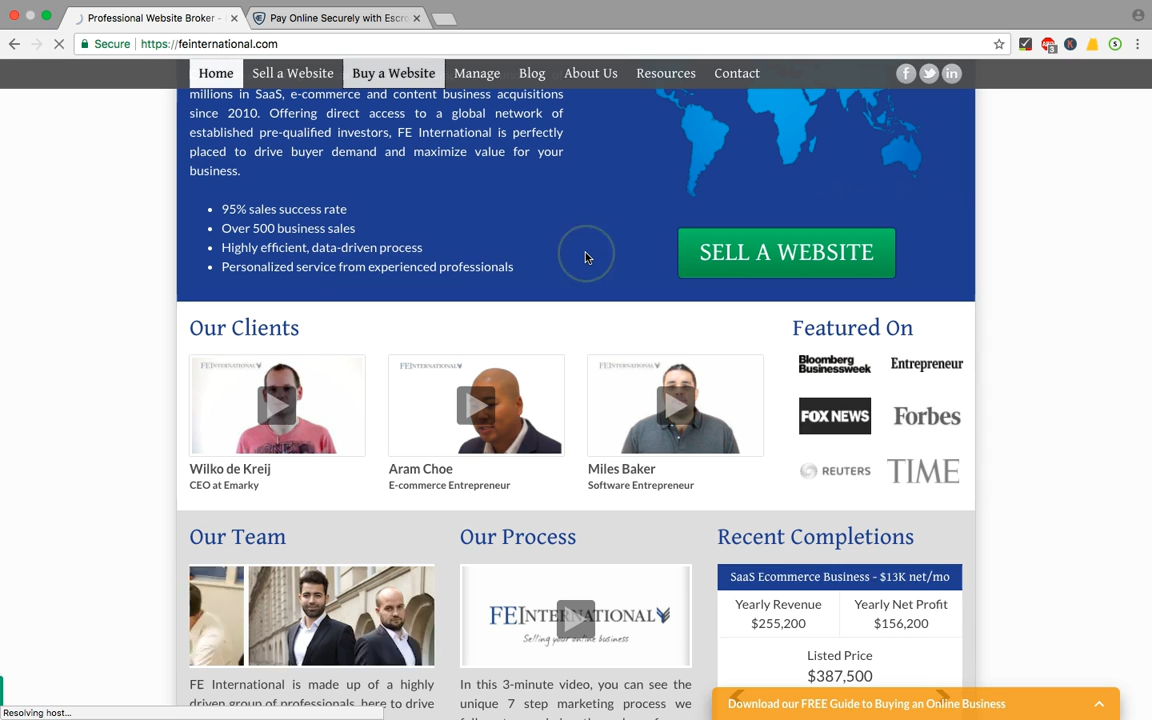 Professional Website Broker -
Pay Online Securely with Escro
Secure
https://feinternational.com
3
Home
Sell a Website
Buy a Website
Manage
Blog
About Us
Resources
Contact
millions in SaaS, e-commerce and content business acquisitions
since 2010. Offering direct access to a global network of
established pre-qualified investors, FE International is perfectly
placed to drive buyer demand and maximize value for your
business.
95% sales success rate
Over 500 business sales
Highly efficient, data-driven process
Personalized service from experienced professionals
SELL A WEBSITE
Our Clients
FEINTERNATIONAL
Wilko de Kreij
CEO at Emarky
FEINTERNATIONAL
Aram Choe
E-commerce Entrepreneur
FEINTERNATIONAL
Miles Baker
Software Entrepreneur
Featured On
Bloomberg
Businessweek
Entrepreneur
FOX NEWS
Forbes
REUTERS
TIME
Our Team
FE International is made up of a highly
driven group of professionals, here to drive
Our Process
FEINTERNATIONAL
Selling your online business
In this 3-minute video, you can see the
unique 7 step marketing process we
Recent Completions
SaaS Ecommerce Business - $13K net/mo
Yearly Revenue
$255,200
Yearly Net Profit
$156,200
Listed Price
$387,500
Download our FREE Guide to Buying an Online Business
Resolving host...